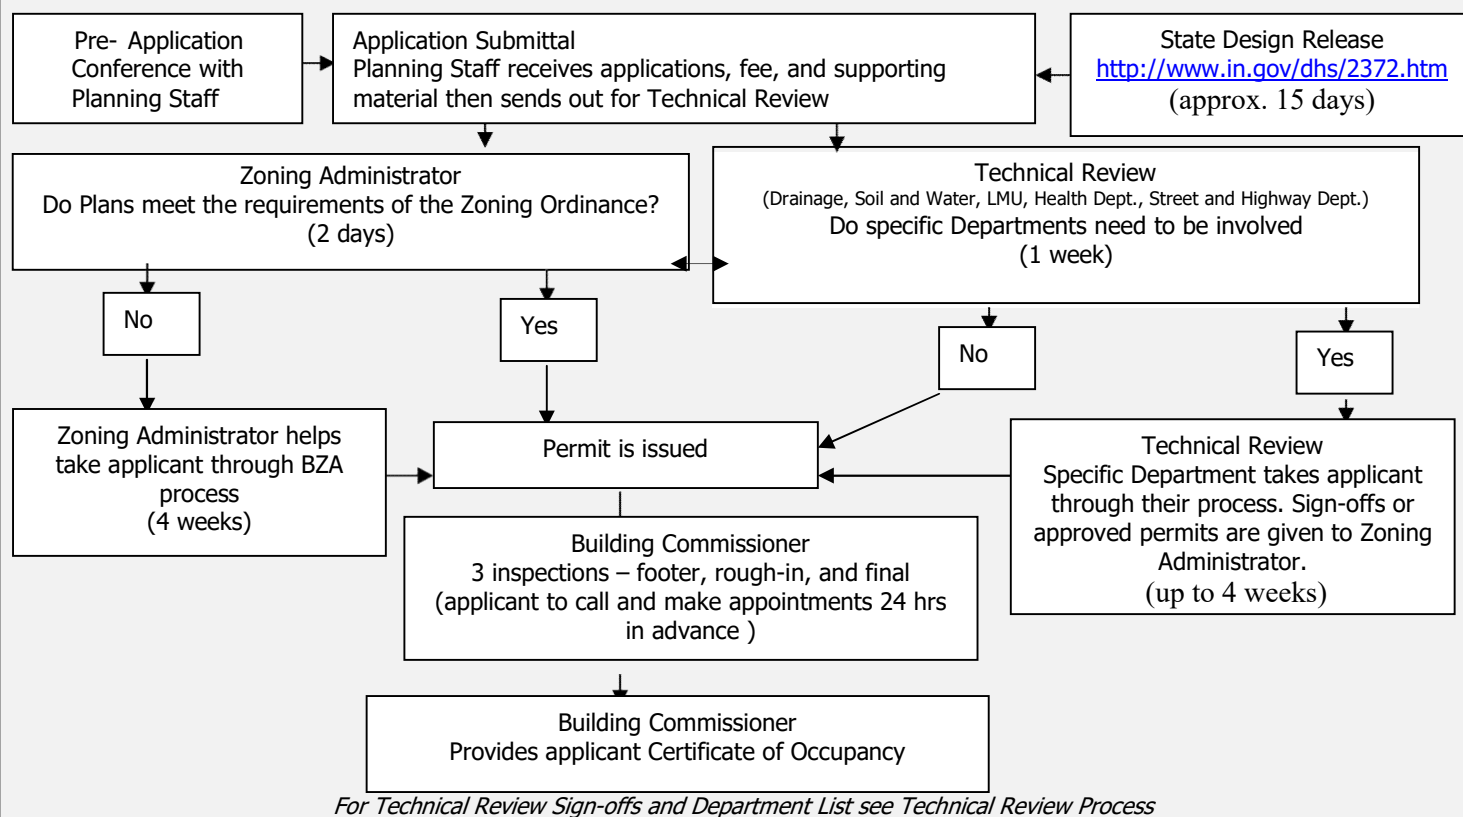 Pre- Application
Conference with
Planning Staff
Application Submittal
Planning Staff receives applications, fee, and supporting
material then sends out for Technical Review
State Design Release
http://www.in.gov/dhs/2372.htm
(approx. 15 days)
Zoning Administrator
Do Plans meet the requirements of the Zoning Ordinance?
(2 days)
Technical Review
(Drainage, Soil and Water, LMU, Health Dept., Street and Highway Dept.)
Do specific Departments need to be involved
(1 week)
No
Yes
No
Yes
Zoning Administrator helps
take applicant through BZA
process
(4 weeks)
Permit is issued
Technical Review
Specific Department takes applicant
through their process. Sign-offs or
approved permits are given to Zoning
Administrator.
(up to 4 weeks)
Building Commissioner
3 inspections – footer, rough-in, and final
(applicant to call and make appointments 24 hrs
in advance )
Building Commissioner
Provides applicant Certificate of Occupancy
For Technical Review Sign-offs and Department List see Technical Review Process